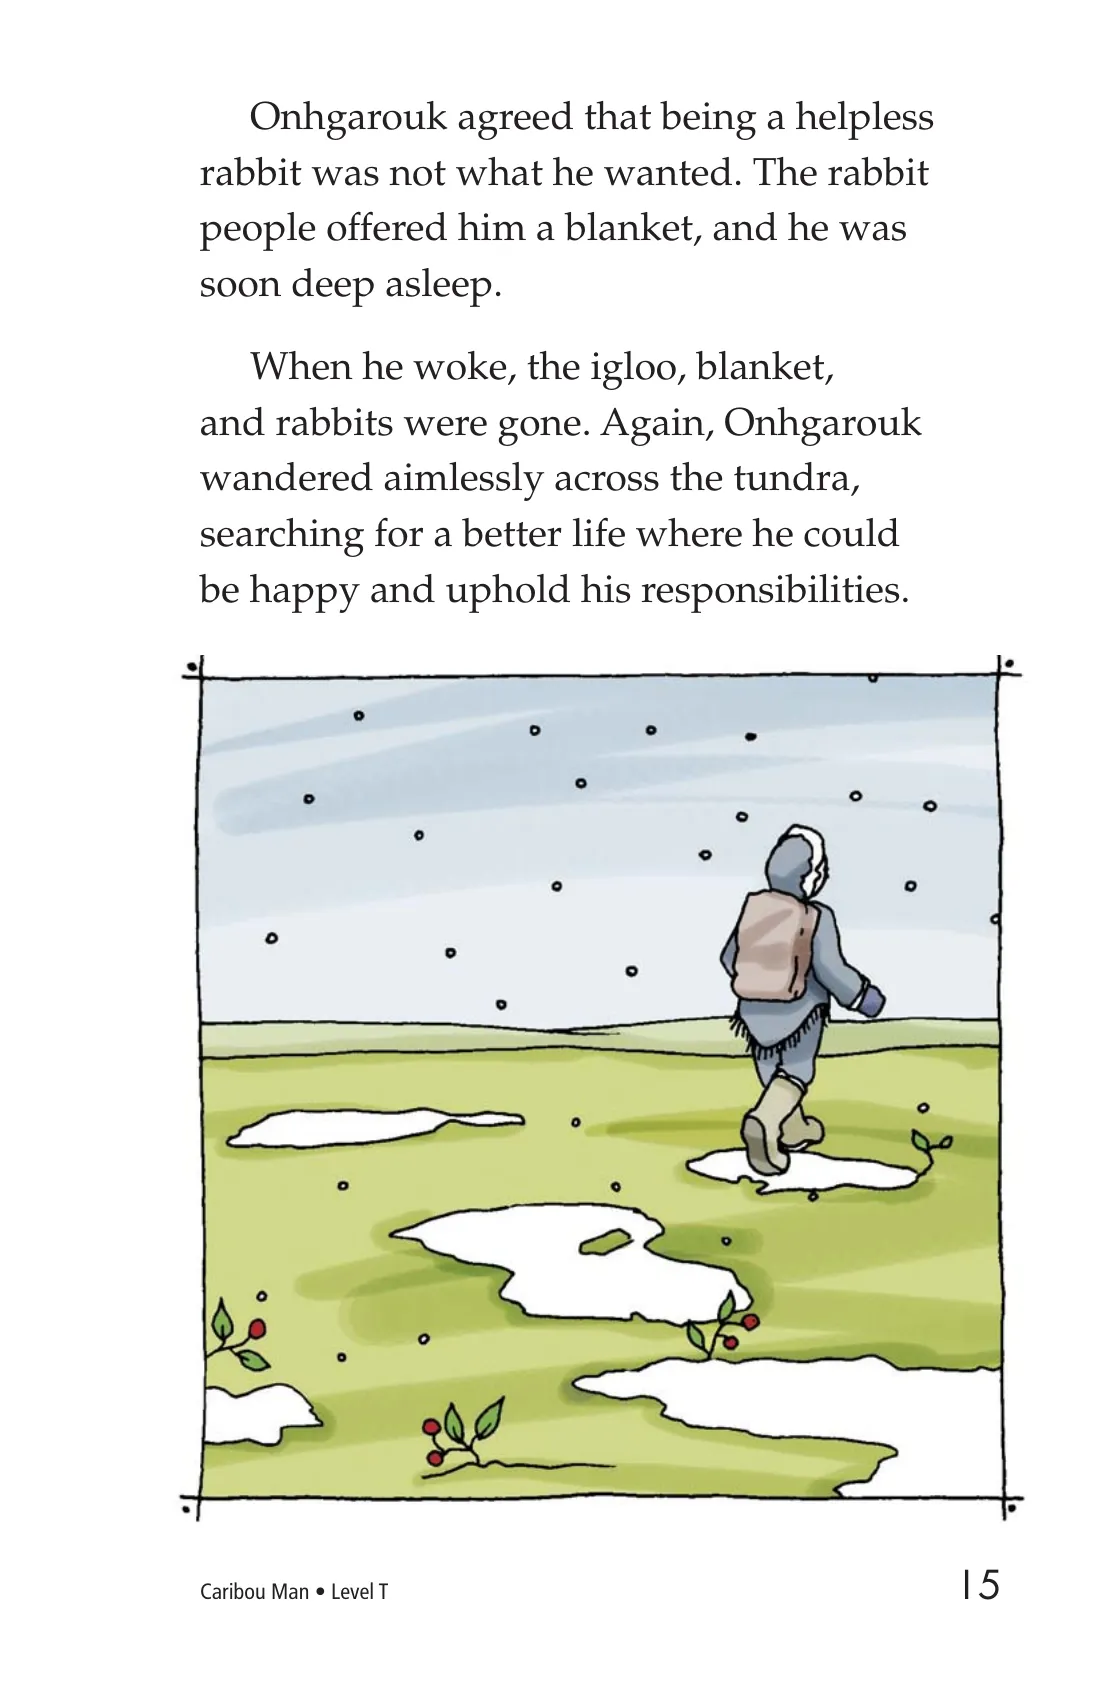 Onhgarouk agreed that being a helpless
rabbit was not what he wanted. The rabbit
people offered him a blanket, and he was
soon deep asleep.
When he woke, the igloo, blanket,
and rabbits were gone. Again, Onhgarouk
wandered aimlessly across the tundra,
searching for a better life where he could
be happy and uphold his responsibilities.
Caribou Man • Level T
15